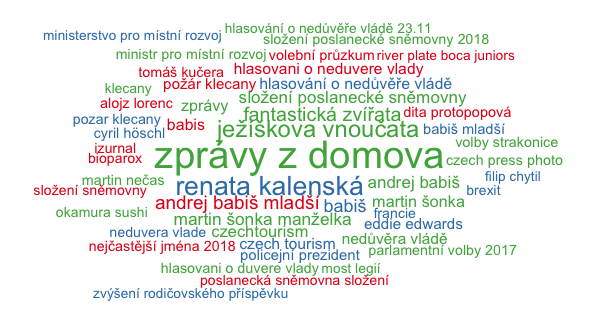 hlasování o nedůvěře vládě 23.11
ministerstvo pro místní rozvoj
složení poslanecké sněmovny 2018
ministr pro místní rozvoj
volební průzkum
river plate boca juniors
tomáš kučera
hlasovani o neduvere vlady
klecany
požár klecany
hlasování o nedůvěře vládě
alojz lorenc
zprávy
složení poslanecké sněmovny
fantastická zvířata
dita protopopová
pozar klecany
babis
cyril höschl
ježíškova vnoučata
babiš mladší
volby strakonice
izurnal
bioparox
zprávy z domova
czech press photo
martin nečas
složení sněmovny
renata kalenská
andrej babiš
filip chytil
brexit
andrej babiš mladší
babiš
martin šonka
okamura sushi
martin šonka manželka
francie
eddie edwards
neduvera vlade
czechtourism
nedůvěra vládě
nejčastější jména 2018
czech tourism
parlamentní volby 2017
policejní prezident
hlasovani o duvere vlady
most legií
poslanecká sněmovna složení
zvýšení rodičovského příspěvku